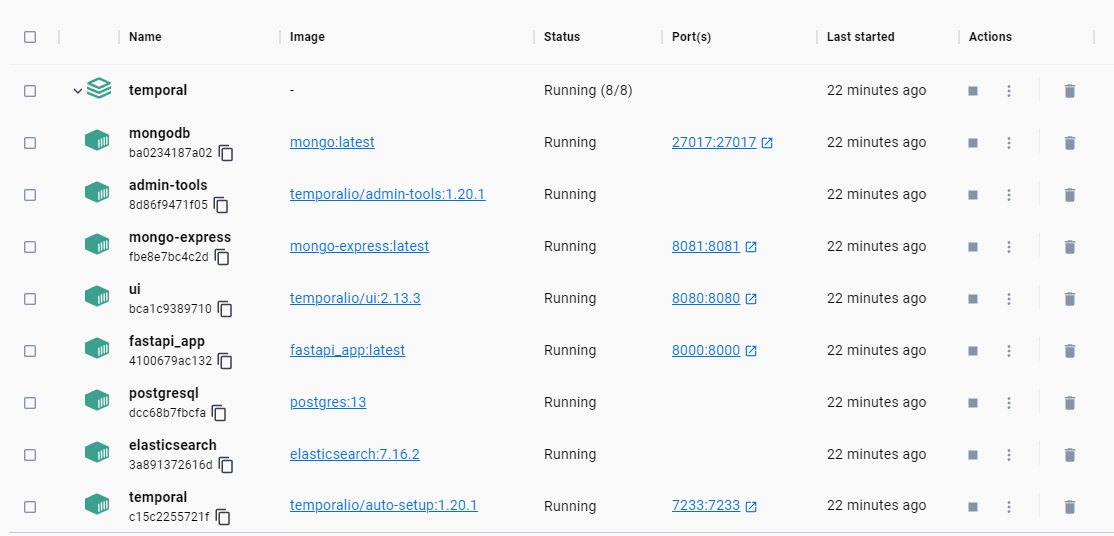 Name Image Status Port(s) Last started Actions
temporal - Running (8/8) 22 minutes ago
mongodb
ba0234187a02 mongo:latest Running 27017:27017 22 minutes ago
admin-tools
8d86f9471f05 temporalio/admin-tools:1.20.1 Running 22 minutes ago
mongo-express
fbe8e7bc4c2d mongo-express:latest Running 8081:8081 22 minutes ago
ui
bca1c9389710 temporalio/ui:2.13.3 Running 8080:8080 22 minutes ago
fastapi_app
4100679ac132 fastapi_app:latest Running 8000:8000 22 minutes ago
postgresql
dcc68b7fbcfa postgres:13 Running 22 minutes ago
elasticsearch
3a891372616d elasticsearch:7.16.2 Running 22 minutes ago
temporal
c15c2255721f temporalio/auto-setup:1.20.1 Running 7233:7233 22 minutes ago